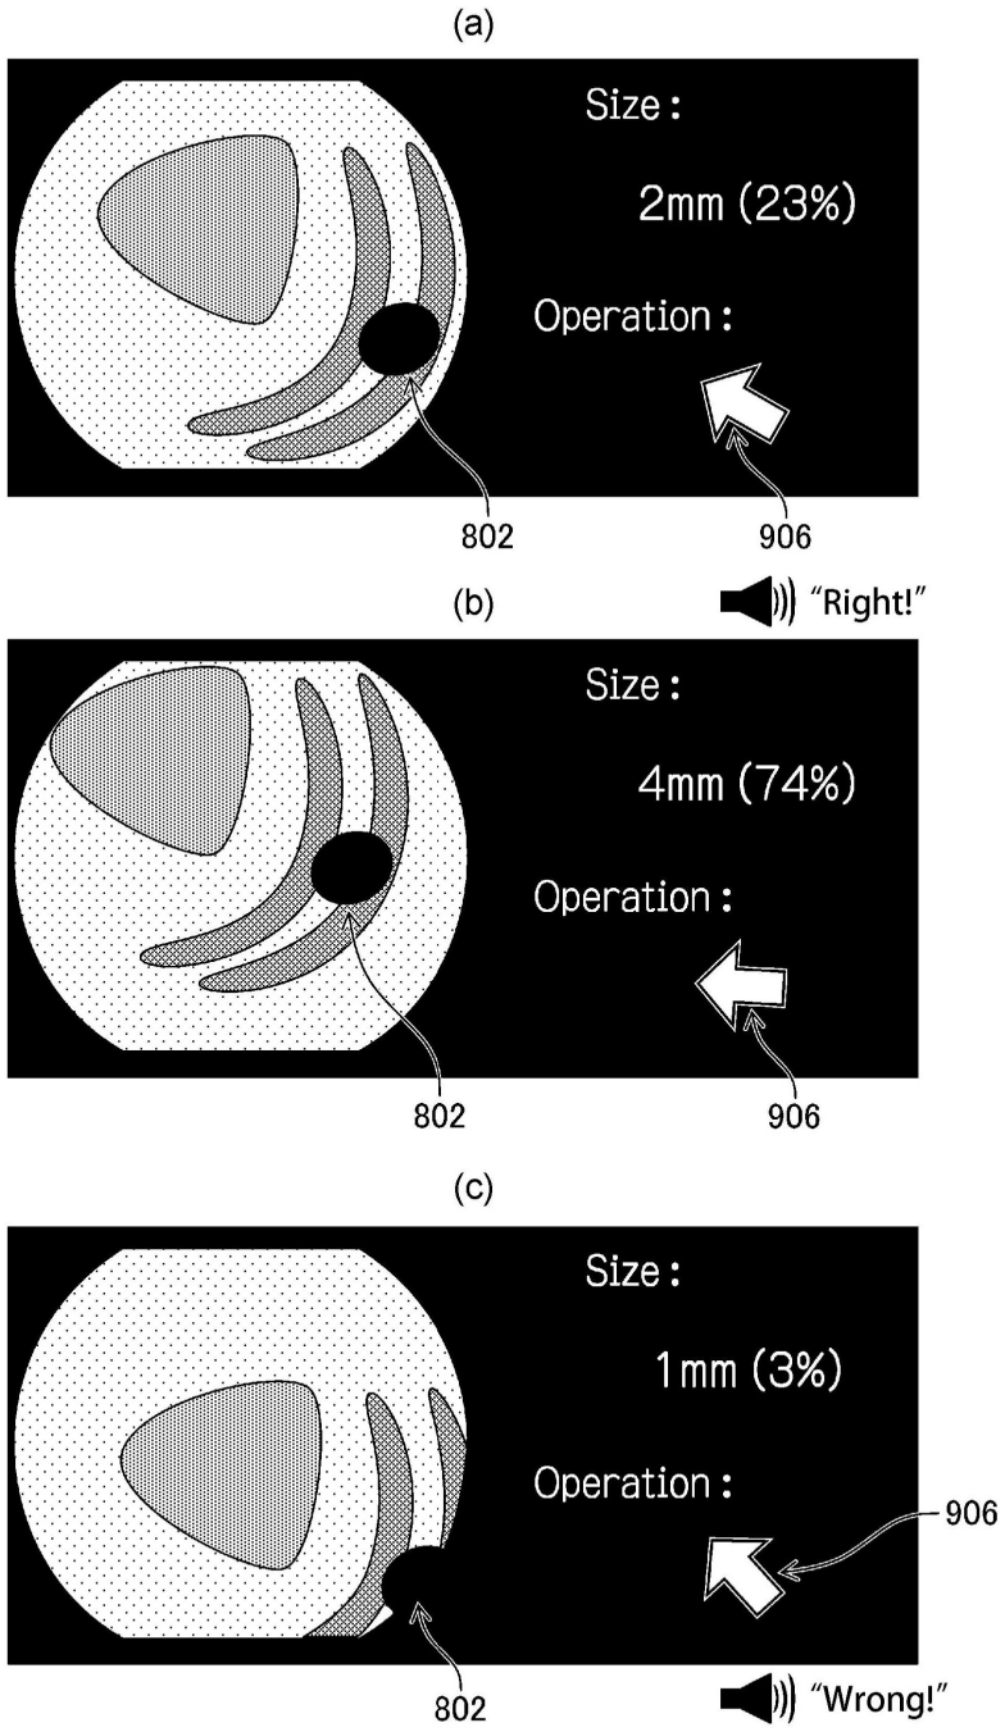 (a)
Size :
2mm (23%)
Operation :
802
906
(b)
“Right!”
Size :
4mm (74%)
Operation :
802
906
(c)
Size :
1mm (3%)
Operation :
906
802
“Wrong!”